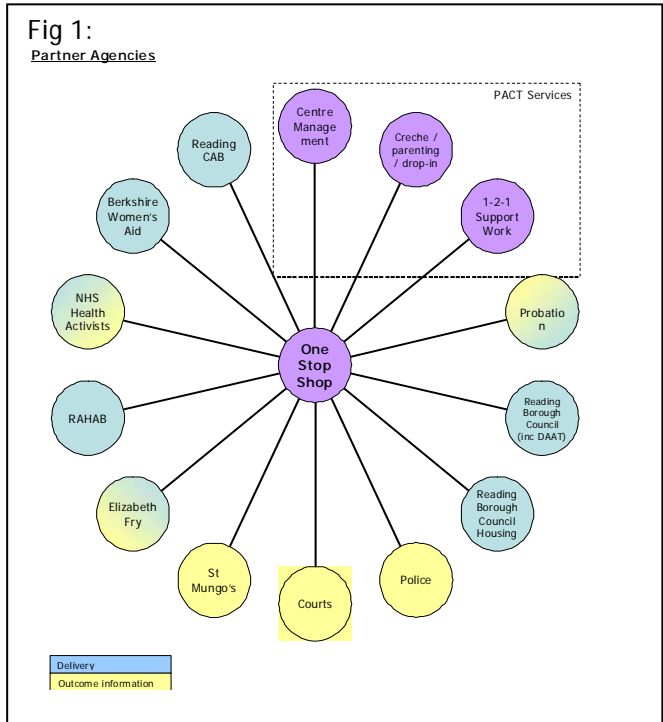 Fig 1:
Partner Agencies
PACT Services
Centre
Manage
ment
Creche /
parenting
/ drop-in
1-2-1
Support
Work
Probatio
n
Reading
Borough
Council
(inc DAAT)
Reading
Borough
Council
Housing
Police
Courts
St
Mungo's
Elizabeth
Fry
RAHAB
NHS
Health
Activists
Berkshire
Women's
Aid
Reading
CAB
One
Stop
Shop
Delivery
Outcome information